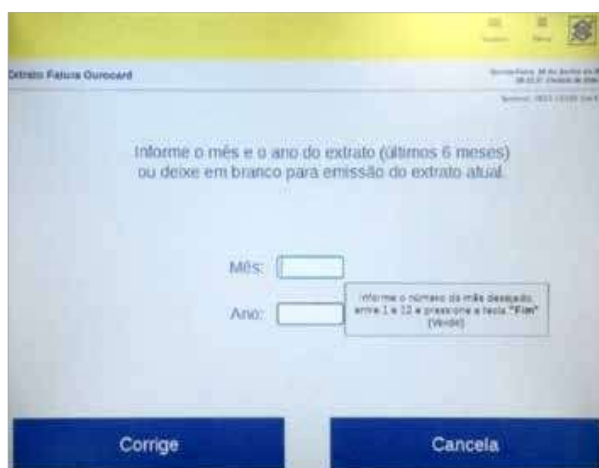 Extrato Fatura Ourocard
Informe o mês e o ano do extrato (últimos 6 meses)
ou deixe em branco para emissão do extrato atual.
Mês:
Informe o número do mês desejado,
entre 1 e 12 e pressione a tecla "Fim"
(Verde)
Ano:
Corrige
Cancela